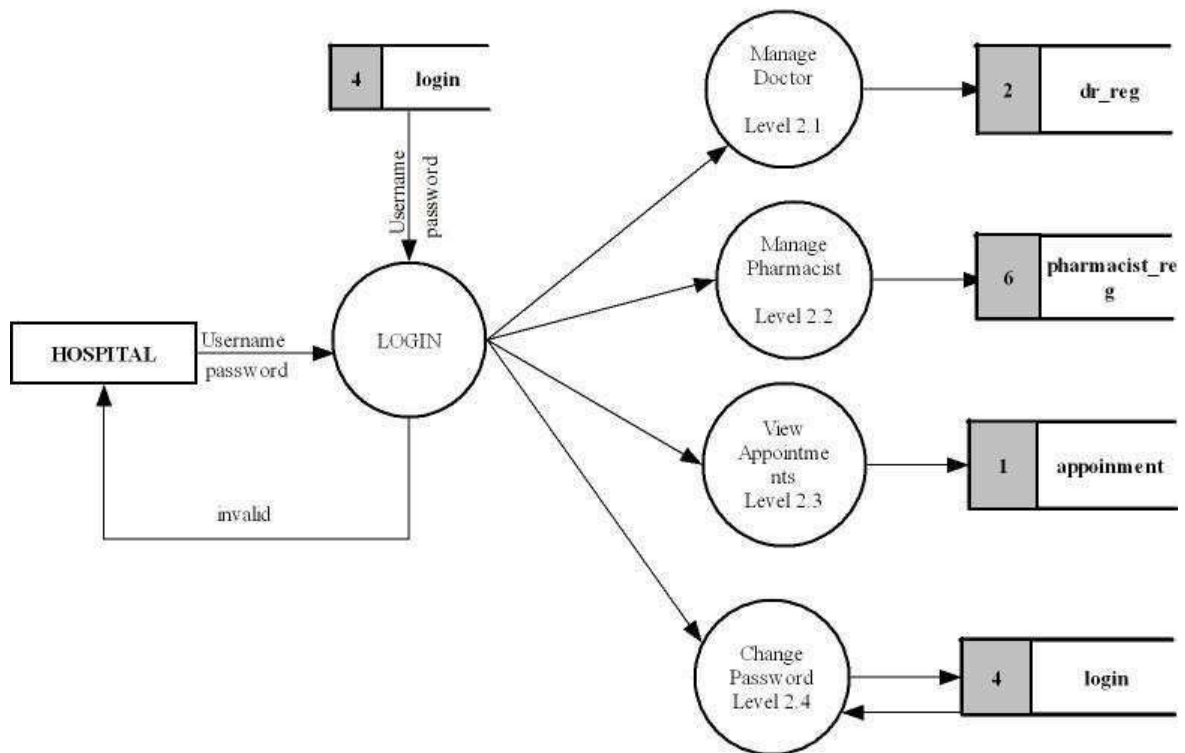 4
login
Username
password
Manage
Doctor
Level 2.1
2
dr_reg
Manage
Pharmacist
Level 2.2
6
pharmacist_re
g
HOSPITAL
Username
password
LOGIN
View
Appointme
nts
Level 2.3
1
appoinment
invalid
Change
Password
Level 2.4
4
login